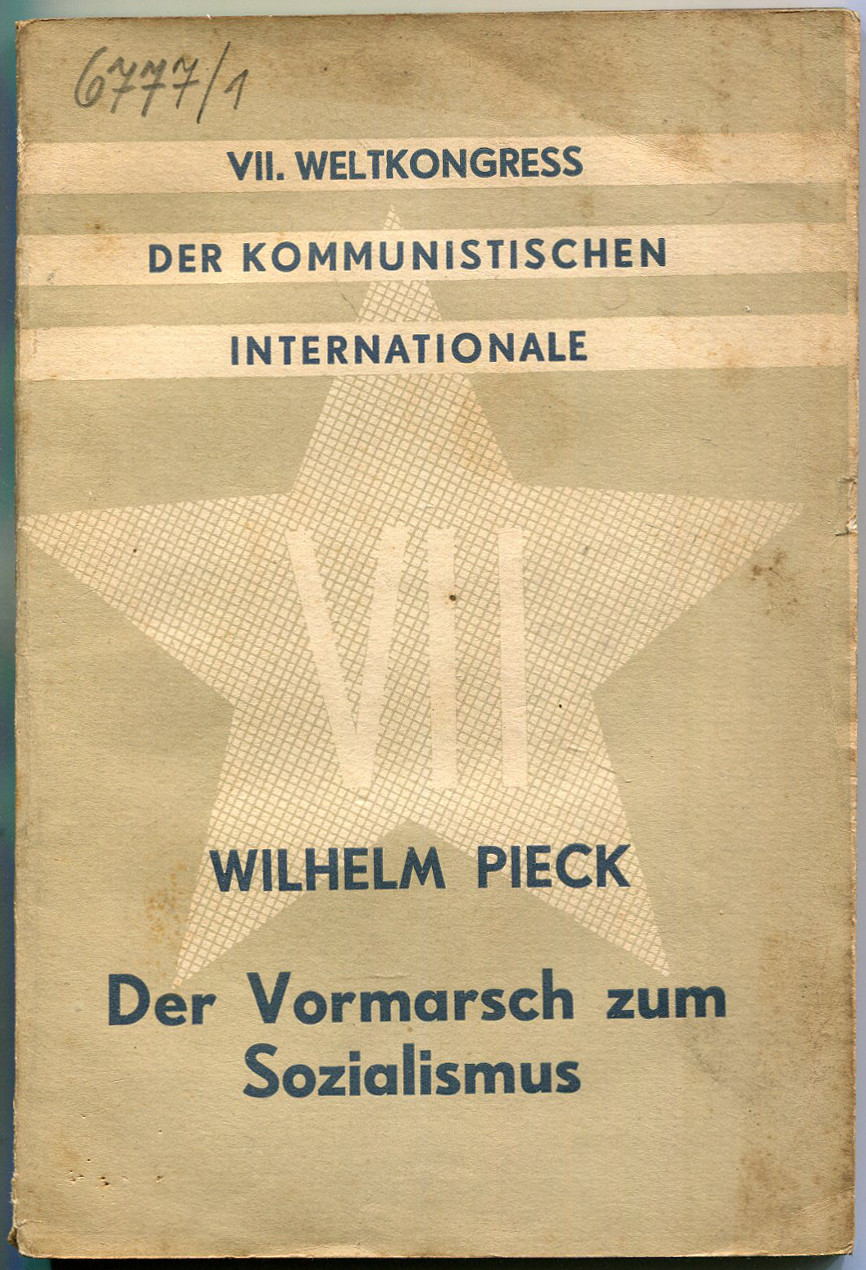 6777/1
VII. WELTKONGRESS
DER KOMMUNISTISCHEN
INTERNATIONALE
VII
WILHELM PIECK
Der Vormarsch zum
Sozialismus